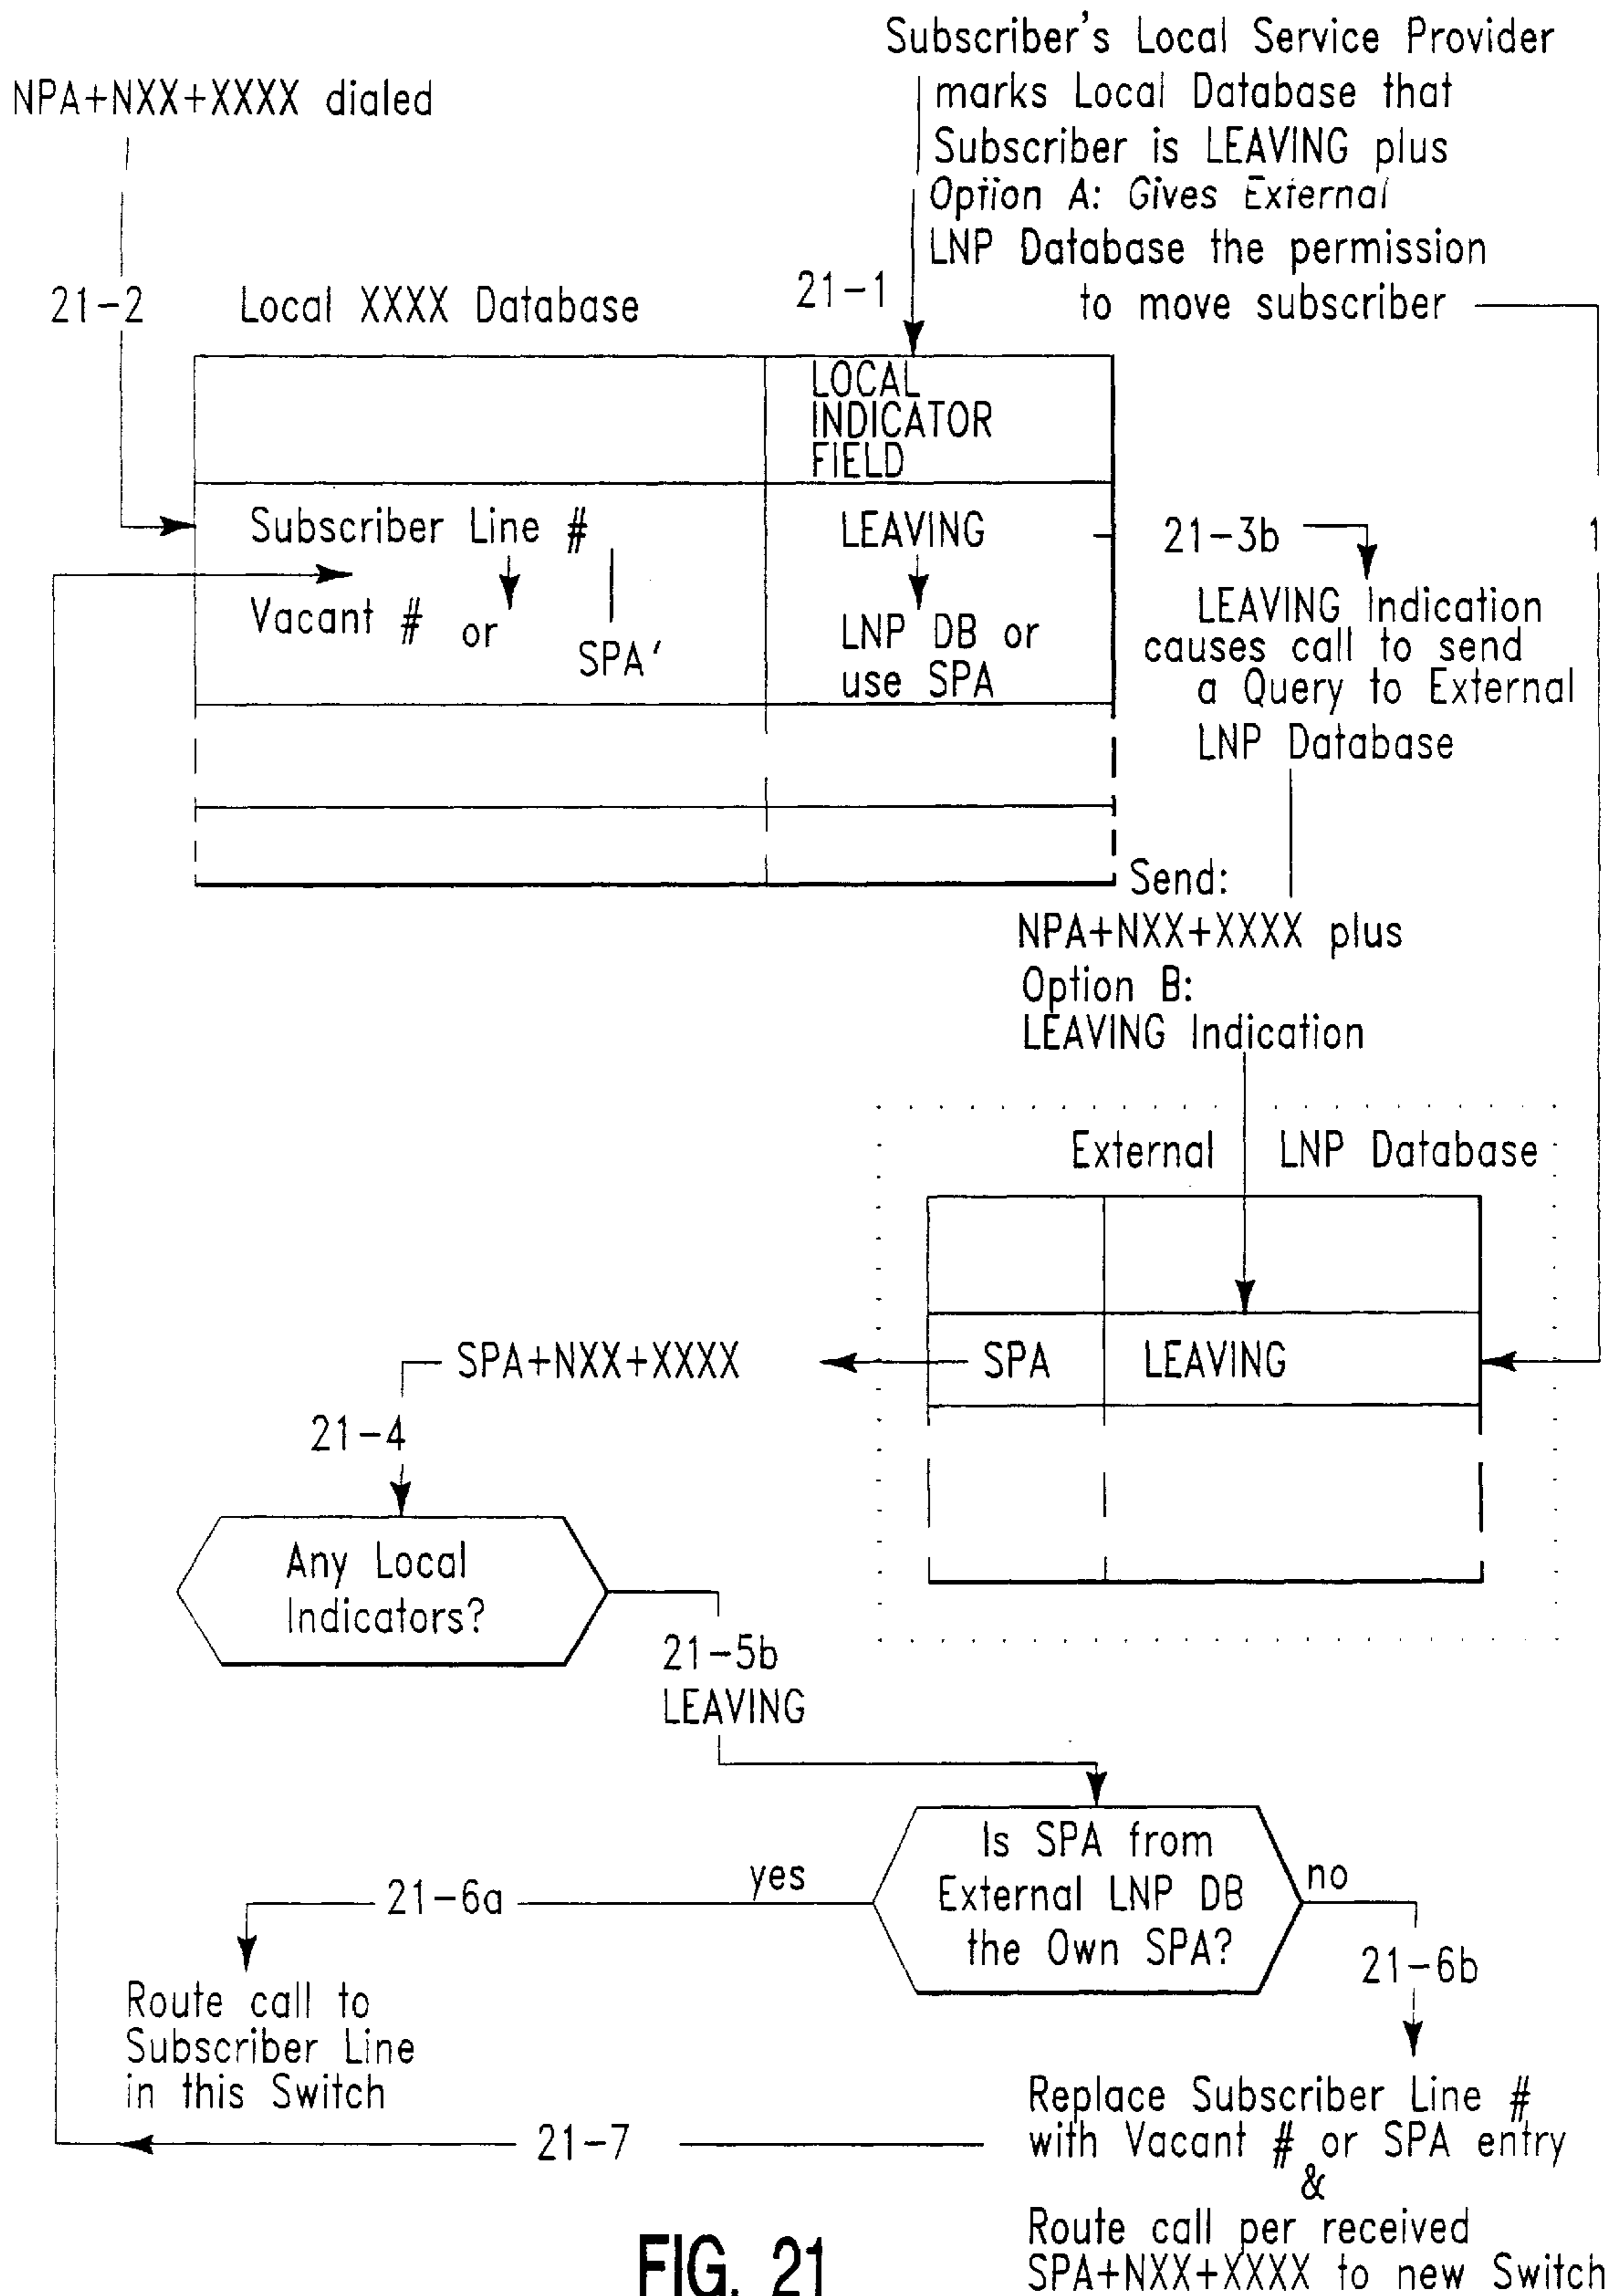 Subscriber's Local Service Provider
marks Local Database that
Subscriber is LEAVING plus
Option A: Gives External
LNP Database the permission
to move subscriber
NPA+NXX+XXXX dialed
21-2
Local XXXX Database
21-1
LOCAL
INDICATOR
FIELD
Subscriber Line #
Vacant # or
SPA'
LEAVING
LNP DB or
use SPA
21-3b
1
LEAVING Indication
causes call to send
a Query to External
LNP Database
Send:
NPA+NXX+XXXX plus
Option B:
LEAVING Indication
External LNP Database
SPA LEAVING
SPA+NXX+XXXX
21-4
Any Local
Indicators?
21-5b
LEAVING
Is SPA from
External LNP DB
the Own SPA?
yes
no
21-6a
21-6b
Route call to
Subscriber Line
in this Switch
Replace Subscriber Line #
with Vacant # or SPA entry
&
Route call per received
SPA+NXX+XXXX to new Switch
21-7
FIG. 21